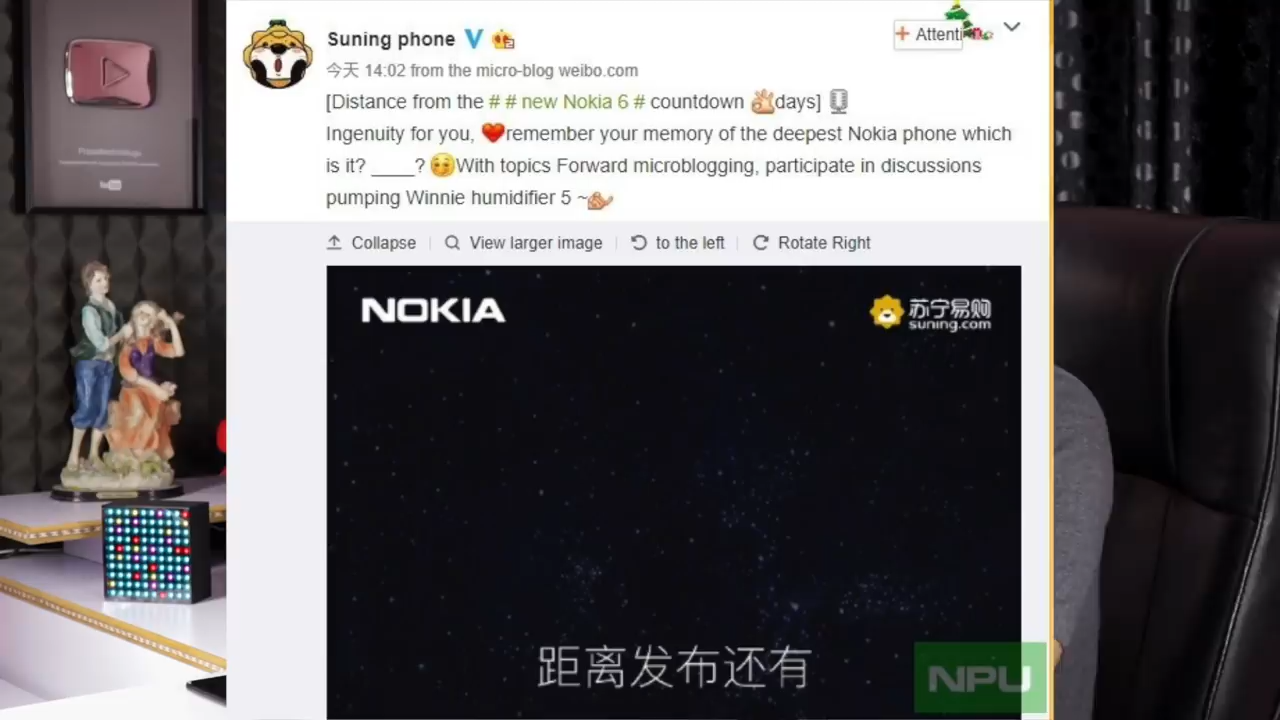 Suning phone
Attenti
今天 14:02 from the micro-blog weibo.com
[Distance from the # # new Nokia 6 # countdown days]
Ingenuity for you, remember your memory of the deepest Nokia phone which
is it? ____? With topics Forward microblogging, participate in discussions
pumping Winnie humidifier 5 ~
Collapse View larger image to the left Rotate Right
NOKIA
苏宁易购
suning.com
距离发布还有
NPU